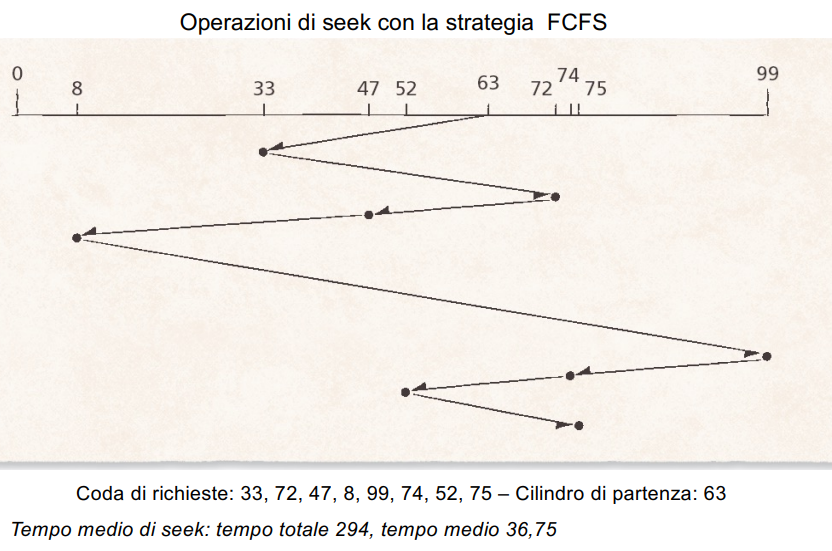 Operazioni di seek con la strategia FCFS
0 8 33 47 52 63 72 74 75 99
Coda di richieste: 33, 72, 47, 8, 99, 74, 52, 75 – Cilindro di partenza: 63
Tempo medio di seek: tempo totale 294, tempo medio 36,75